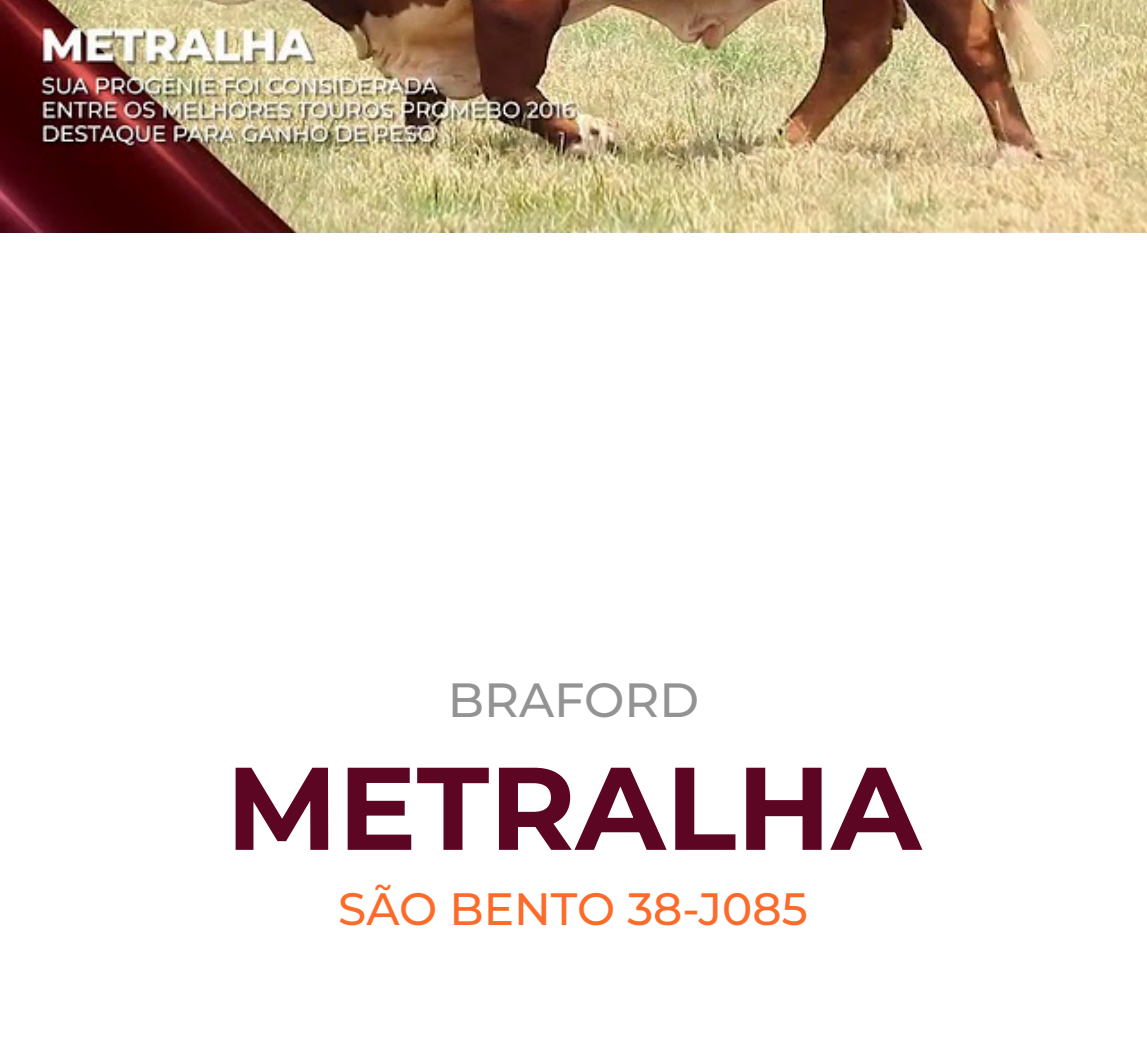 METRALHA
SUA PROGÊNIE FOI CONSIDERADA
ENTRE OS MELHORES TOUROS PROMEBO 2016
DESTAQUE PARA GANHO DE PESO
BRAFORD
METRALHA
SÃO BENTO 38-J085